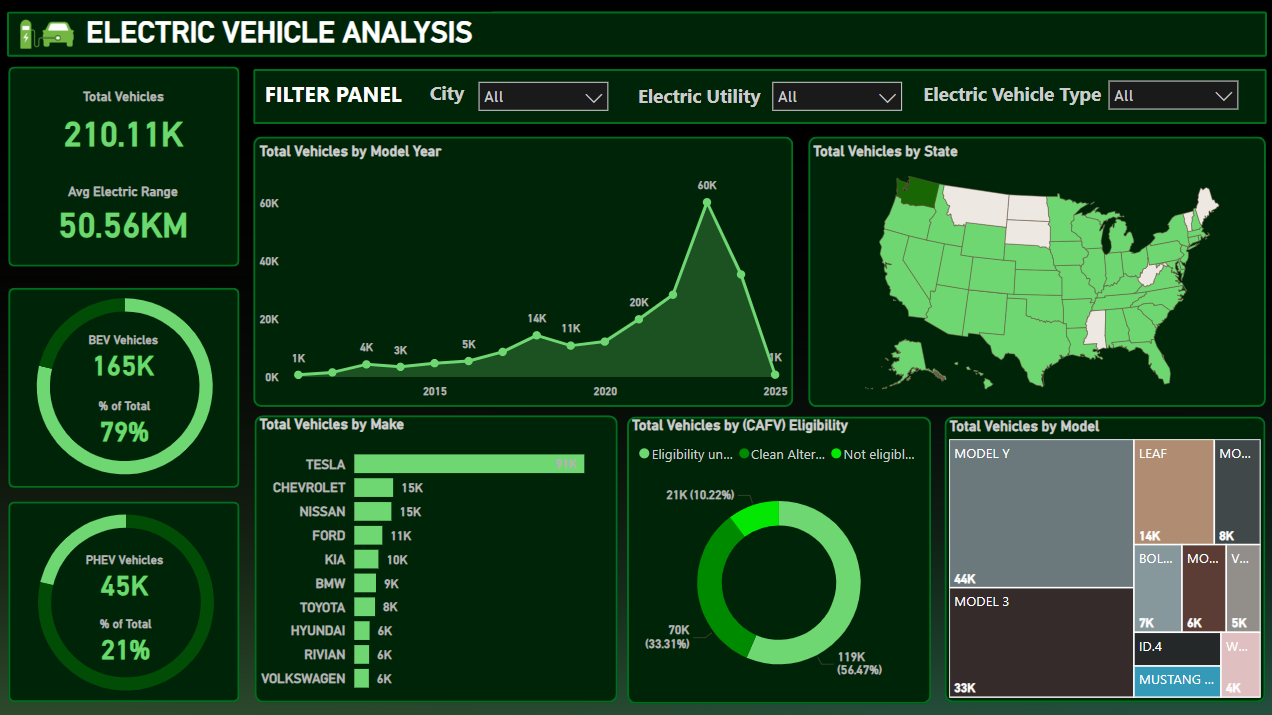 ELECTRIC VEHICLE ANALYSIS
Total Vehicles
210.11K
Avg Electric Range
50.56KM
FILTER PANEL
City
All
Electric Utility
All
Electric Vehicle Type
All
BEV Vehicles
165K
% of Total
79%
PHEV Vehicles
45K
% of Total
21%
Total Vehicles by Model Year
60K
40K
20K
0K
1K
4K
3K
5K
14K
11K
20K
60K
1K
2015
2020
2025
Total Vehicles by State
Total Vehicles by Make
TESLA
CHEVROLET 15K
NISSAN 15K
FORD 11K
KIA 10K
BMW 9K
TOYOTA 8K
HYUNDAI 6K
RIVIAN 6K
VOLKSWAGEN 6K
Total Vehicles by (CAFV) Eligibility
Eligibility un... Clean Alter... Not eligibl...
21K (10.22%)
70K
(33.31%)
119K
(56.47%)
Total Vehicles by Model
MODEL Y
44K
MODEL 3
33K
LEAF
14K
MO...
8K
BOL...
7K
MO...
6K
V...
5K
ID.4
MUSTANG ...
W...
4K